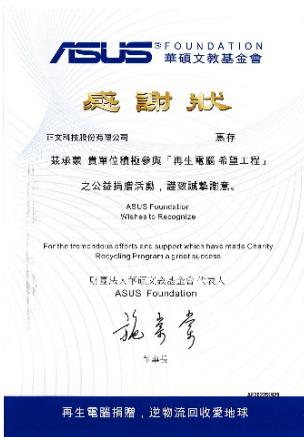 ASUS® FOUNDATION
華碩文教基金會
感謝狀
正文科技股份有限公司 惠存
茲承蒙 貴單位積極參與「再生電腦 希望工程」
之公益捐贈活動，謹致誠摯謝意。
ASUS Foundation
Wishes to Recognize
For the tremendous efforts and support which have made Charity
Recycling Program a great success
財團法人華碩文教基金會 代表人
ASUS Foundation
施崇棠
董事長
再生電腦捐贈，逆物流回收愛地球